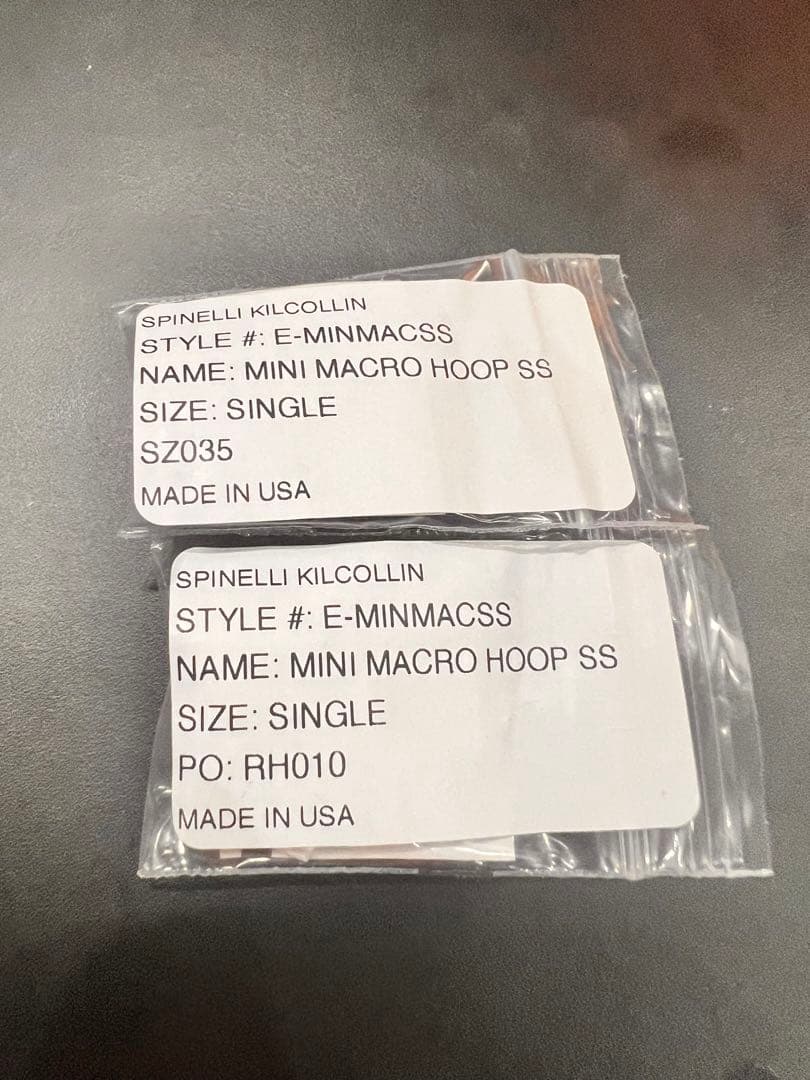 SPINELLI KILCOLLIN
STYLE #: E-MINMACSS
NAME: MINI MACRO HOOP SS
SIZE: SINGLE
SZ035
MADE IN USA
SPINELLI KILCOLLIN
STYLE #: E-MINMACSS
NAME: MINI MACRO HOOP SS
SIZE: SINGLE
PO: RH010
MADE IN USA